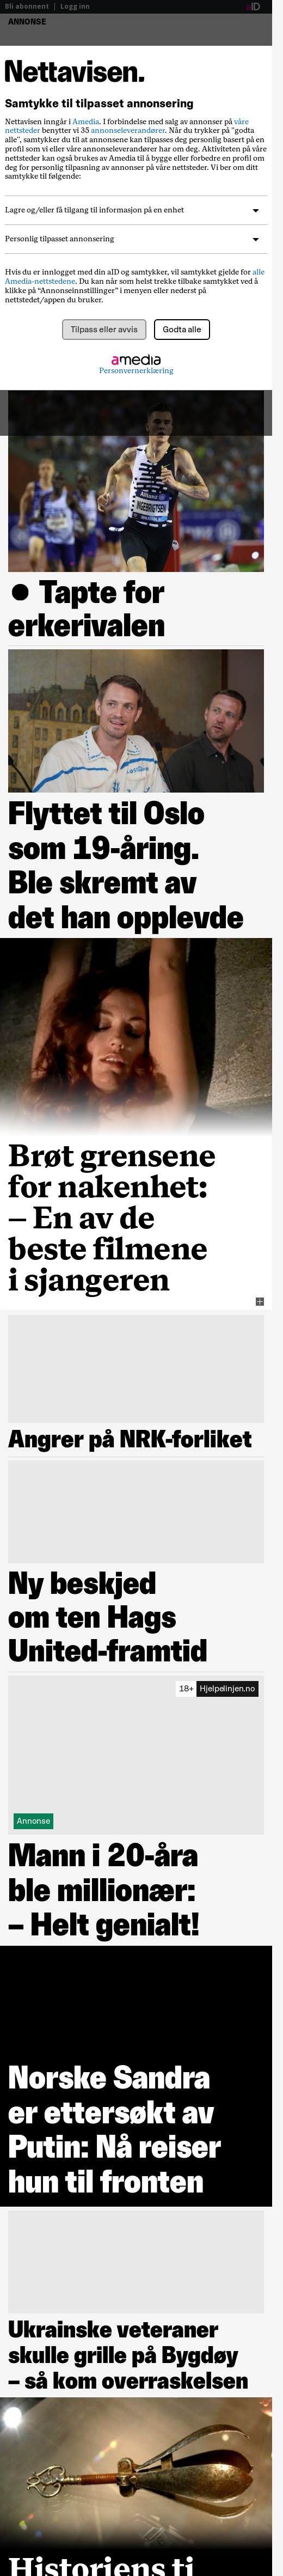 Bli abonnent | Logg inn
aID
ANNONSE
Nettavisen.
Samtykke til tilpasset annonsering
Nettavisen inngår i Amedia. I forbindelse med salg av annonser på våre
nettsteder benytter vi 35 annonseleverandører. Når du trykker på "godta
alle", samtykker du til at annonsene kan tilpasses deg personlig basert på en
profil som vi eller våre annonseleverandører har om deg. Aktiviteten på våre
nettsteder kan også brukes av Amedia til å bygge eller forbedre en profil om
deg for personlig tilpasning av annonser på våre nettsteder. Vi ber om ditt
samtykke til følgende:
Lagre og/eller få tilgang til informasjon på en enhet
Personlig tilpasset annonsering
Hvis du er innlogget med din aID og samtykker, vil samtykket gjelde for alle
Amedia-nettstedene. Du kan når som helst trekke tilbake samtykket ved å
klikke på “Annonseinnstillinger” i menyen eller nederst på
nettstedet/appen du bruker.
Tilpass eller avvis
Godta alle
amedia
Personvernerklæring
Allianz
INGEBRIGTSEN
Tapte for
erkerivalen
Flyttet til Oslo
som 19-åring.
Ble skremt av
det han opplevde
Brøt grensene
for nakenhet:
– En av de
beste filmene
i sjangeren
Angrer på NRK-forliket
Ny beskjed
om ten Hags
United-framtid
18+ Hjelpelinjen.no
Annonse
Mann i 20-åra
ble millionær:
– Helt genialt!
Norske Sandra
er ettersøkt av
Putin: Nå reiser
hun til fronten
Ukrainske veteraner
skulle grille på Bygdøy
– så kom overraskelsen
Historiens ti